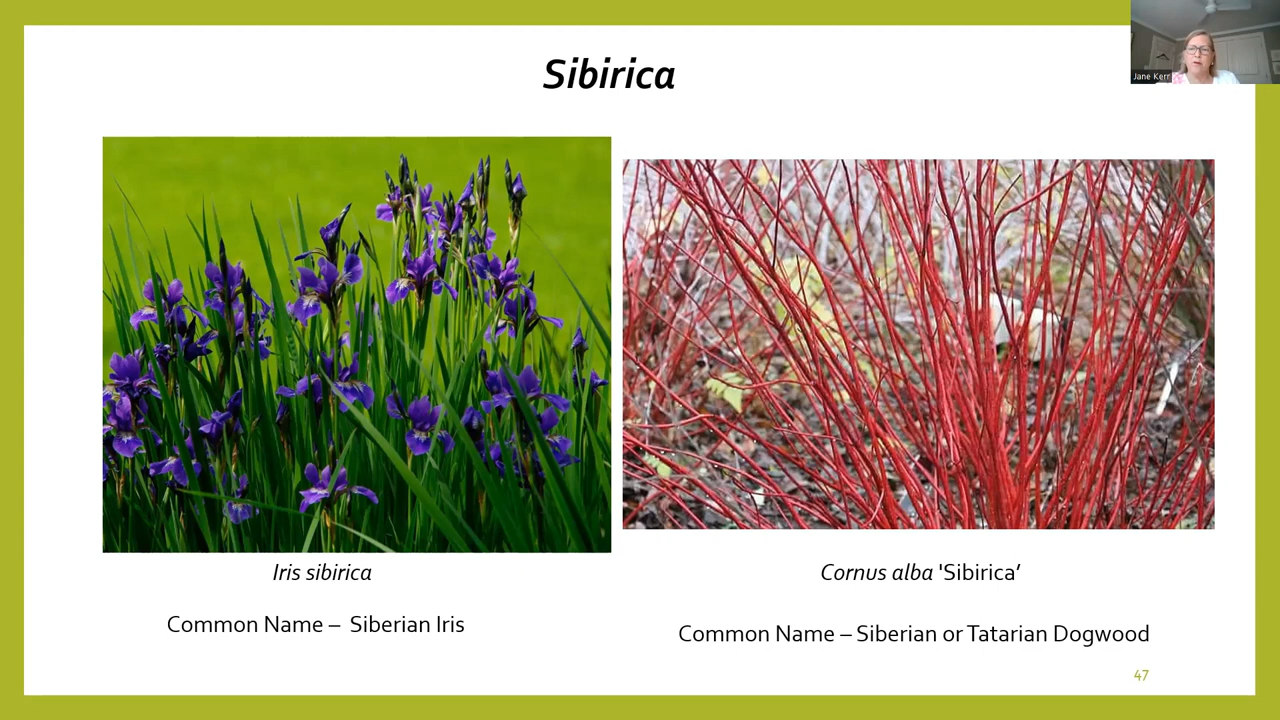 Sibirica
Jane Kerr
Iris sibirica
Cornus alba 'Sibirica’
Common Name – Siberian Iris
Common Name – Siberian or Tatarian Dogwood
47